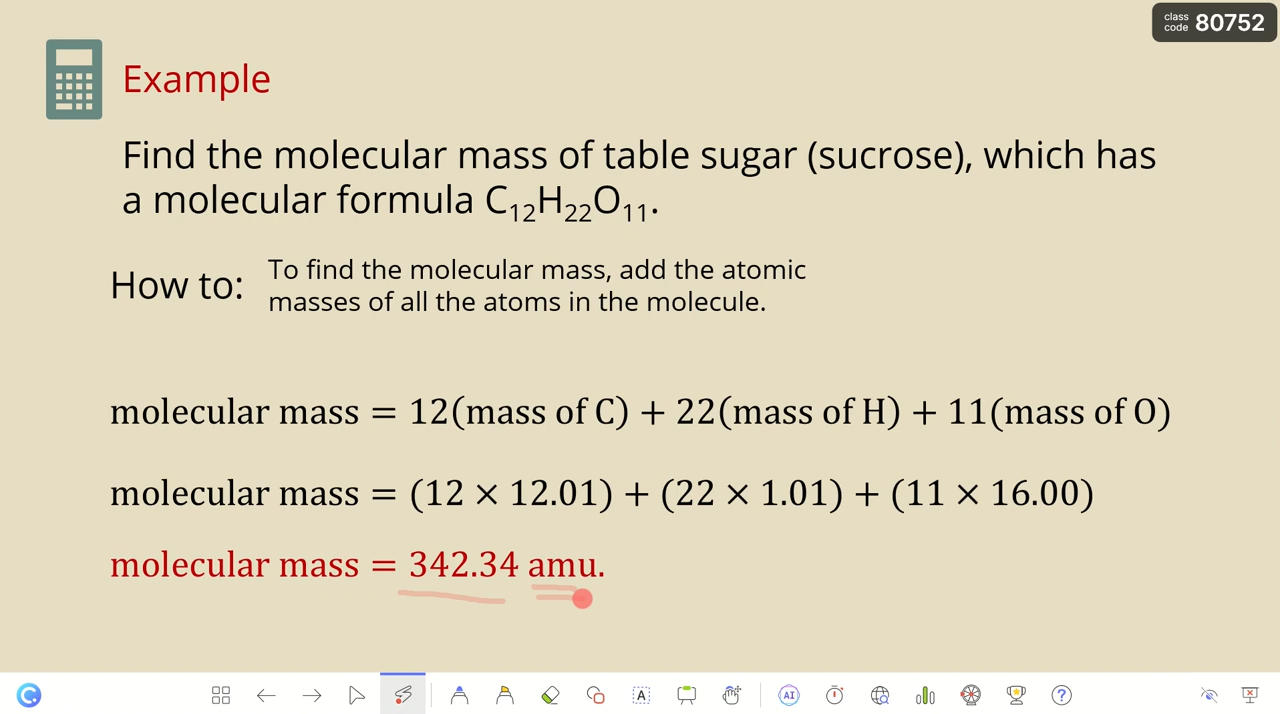 class
code 80752
Example
Find the molecular mass of table sugar (sucrose), which has
a molecular formula C₁₂H₂₂O₁₁.
How to: To find the molecular mass, add the atomic
masses of all the atoms in the molecule.
molecular mass = 12(mass of C) + 22(mass of H) + 11(mass of O)
molecular mass = (12 × 12.01) + (22 × 1.01) + (11 × 16.00)
molecular mass = 342.34 amu.
A AI ?